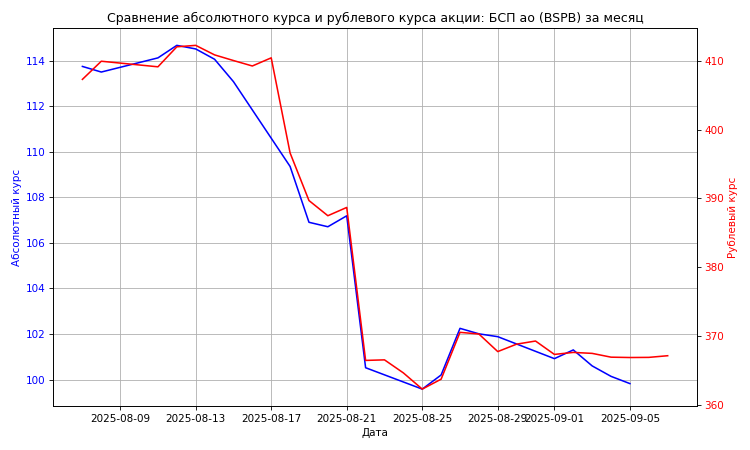 Сравнение абсолютного курса и рублевого курса акции: БСП ао (BSPB) за месяц
114
112
110
108
106
104
102
100
Абсолютный курс
410
400
390
380
370
360
Рублевый курс
2025-08-09 2025-08-13 2025-08-17 2025-08-21 2025-08-25 2025-08-29 2025-09-01 2025-09-05
Дата